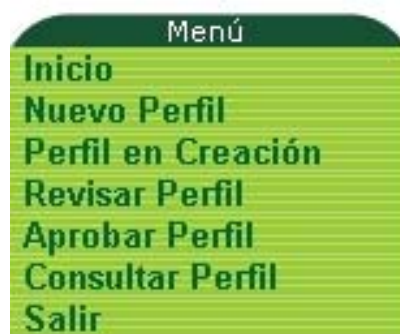 Menú
Inicio
Nuevo Perfil
Perfil en Creación
Revisar Perfil
Aprobar Perfil
Consultar Perfil
Salir